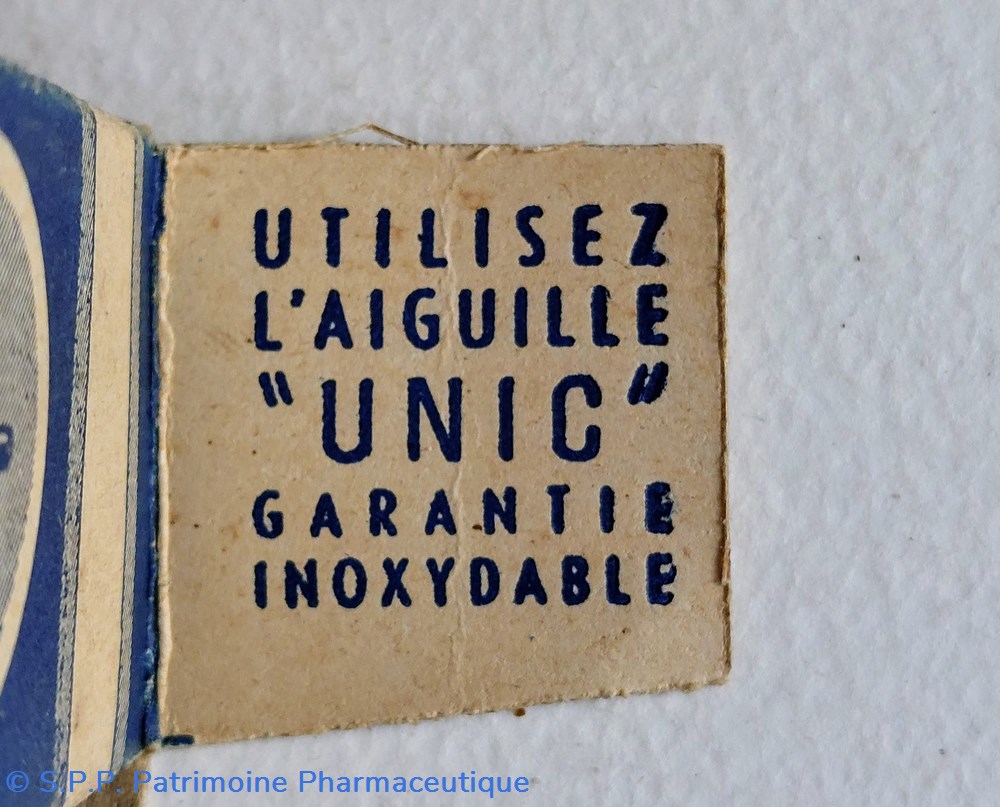 UTILISEZ
L'AIGUILLE
"UNIC"
GARANTIE
INOXYDABLE
© S.P.P. Patrimoine Pharmaceutique